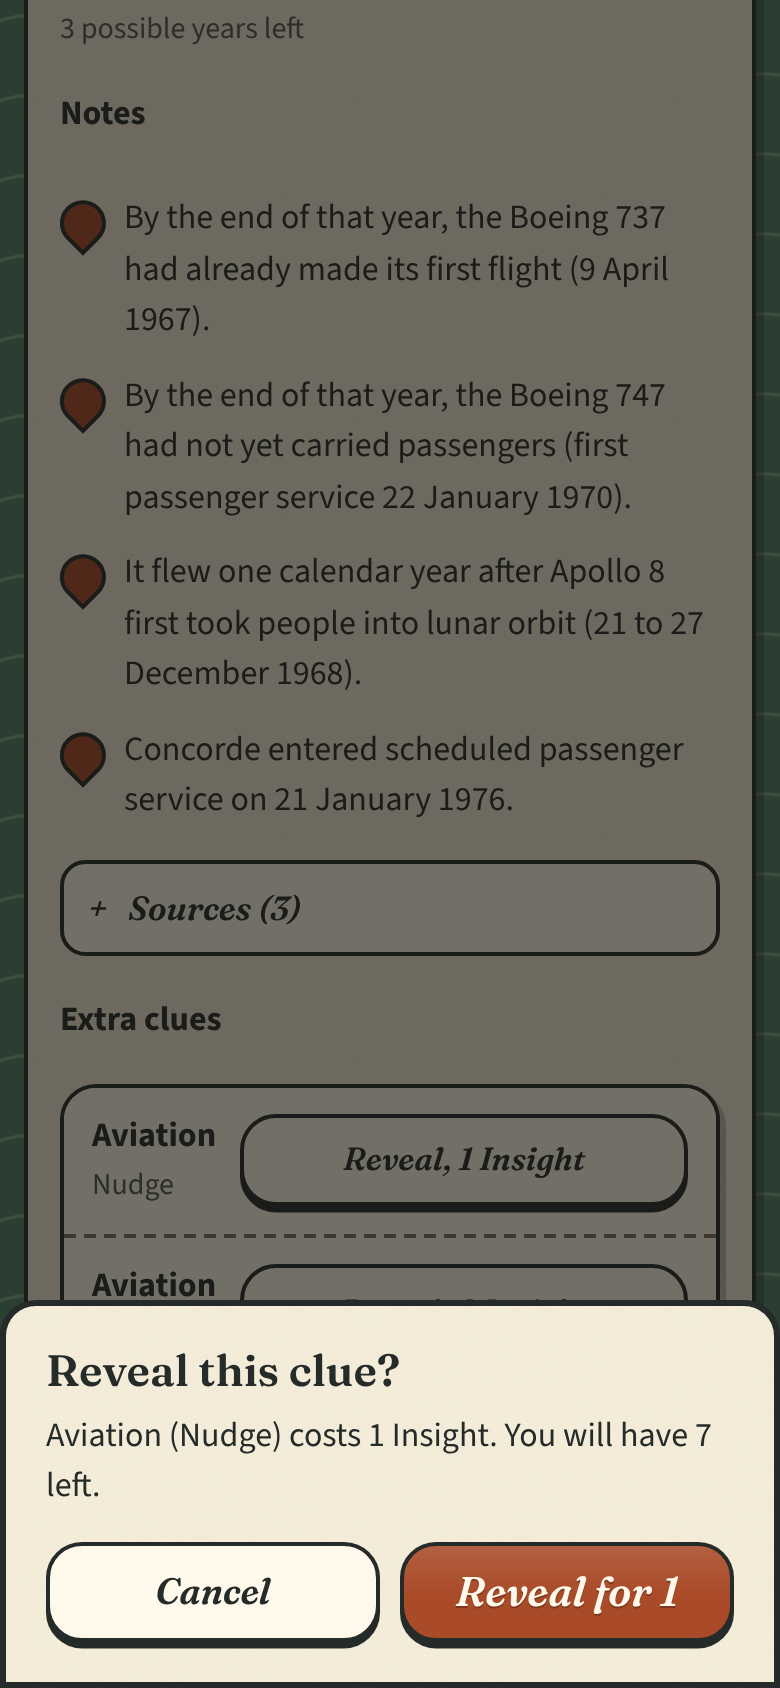 3 possible years left
Notes
By the end of that year, the Boeing 737
had already made its first flight (9 April
1967).
By the end of that year, the Boeing 747
had not yet carried passengers (first
passenger service 22 January 1970).
It flew one calendar year after Apollo 8
first took people into lunar orbit (21 to 27
December 1968).
Concorde entered scheduled passenger
service on 21 January 1976.
+ Sources (3)
Extra clues
Aviation
Nudge
Reveal, 1 Insight
Aviation
Reveal this clue?
Aviation (Nudge) costs 1 Insight. You will have 7
left.
Cancel
Reveal for 1